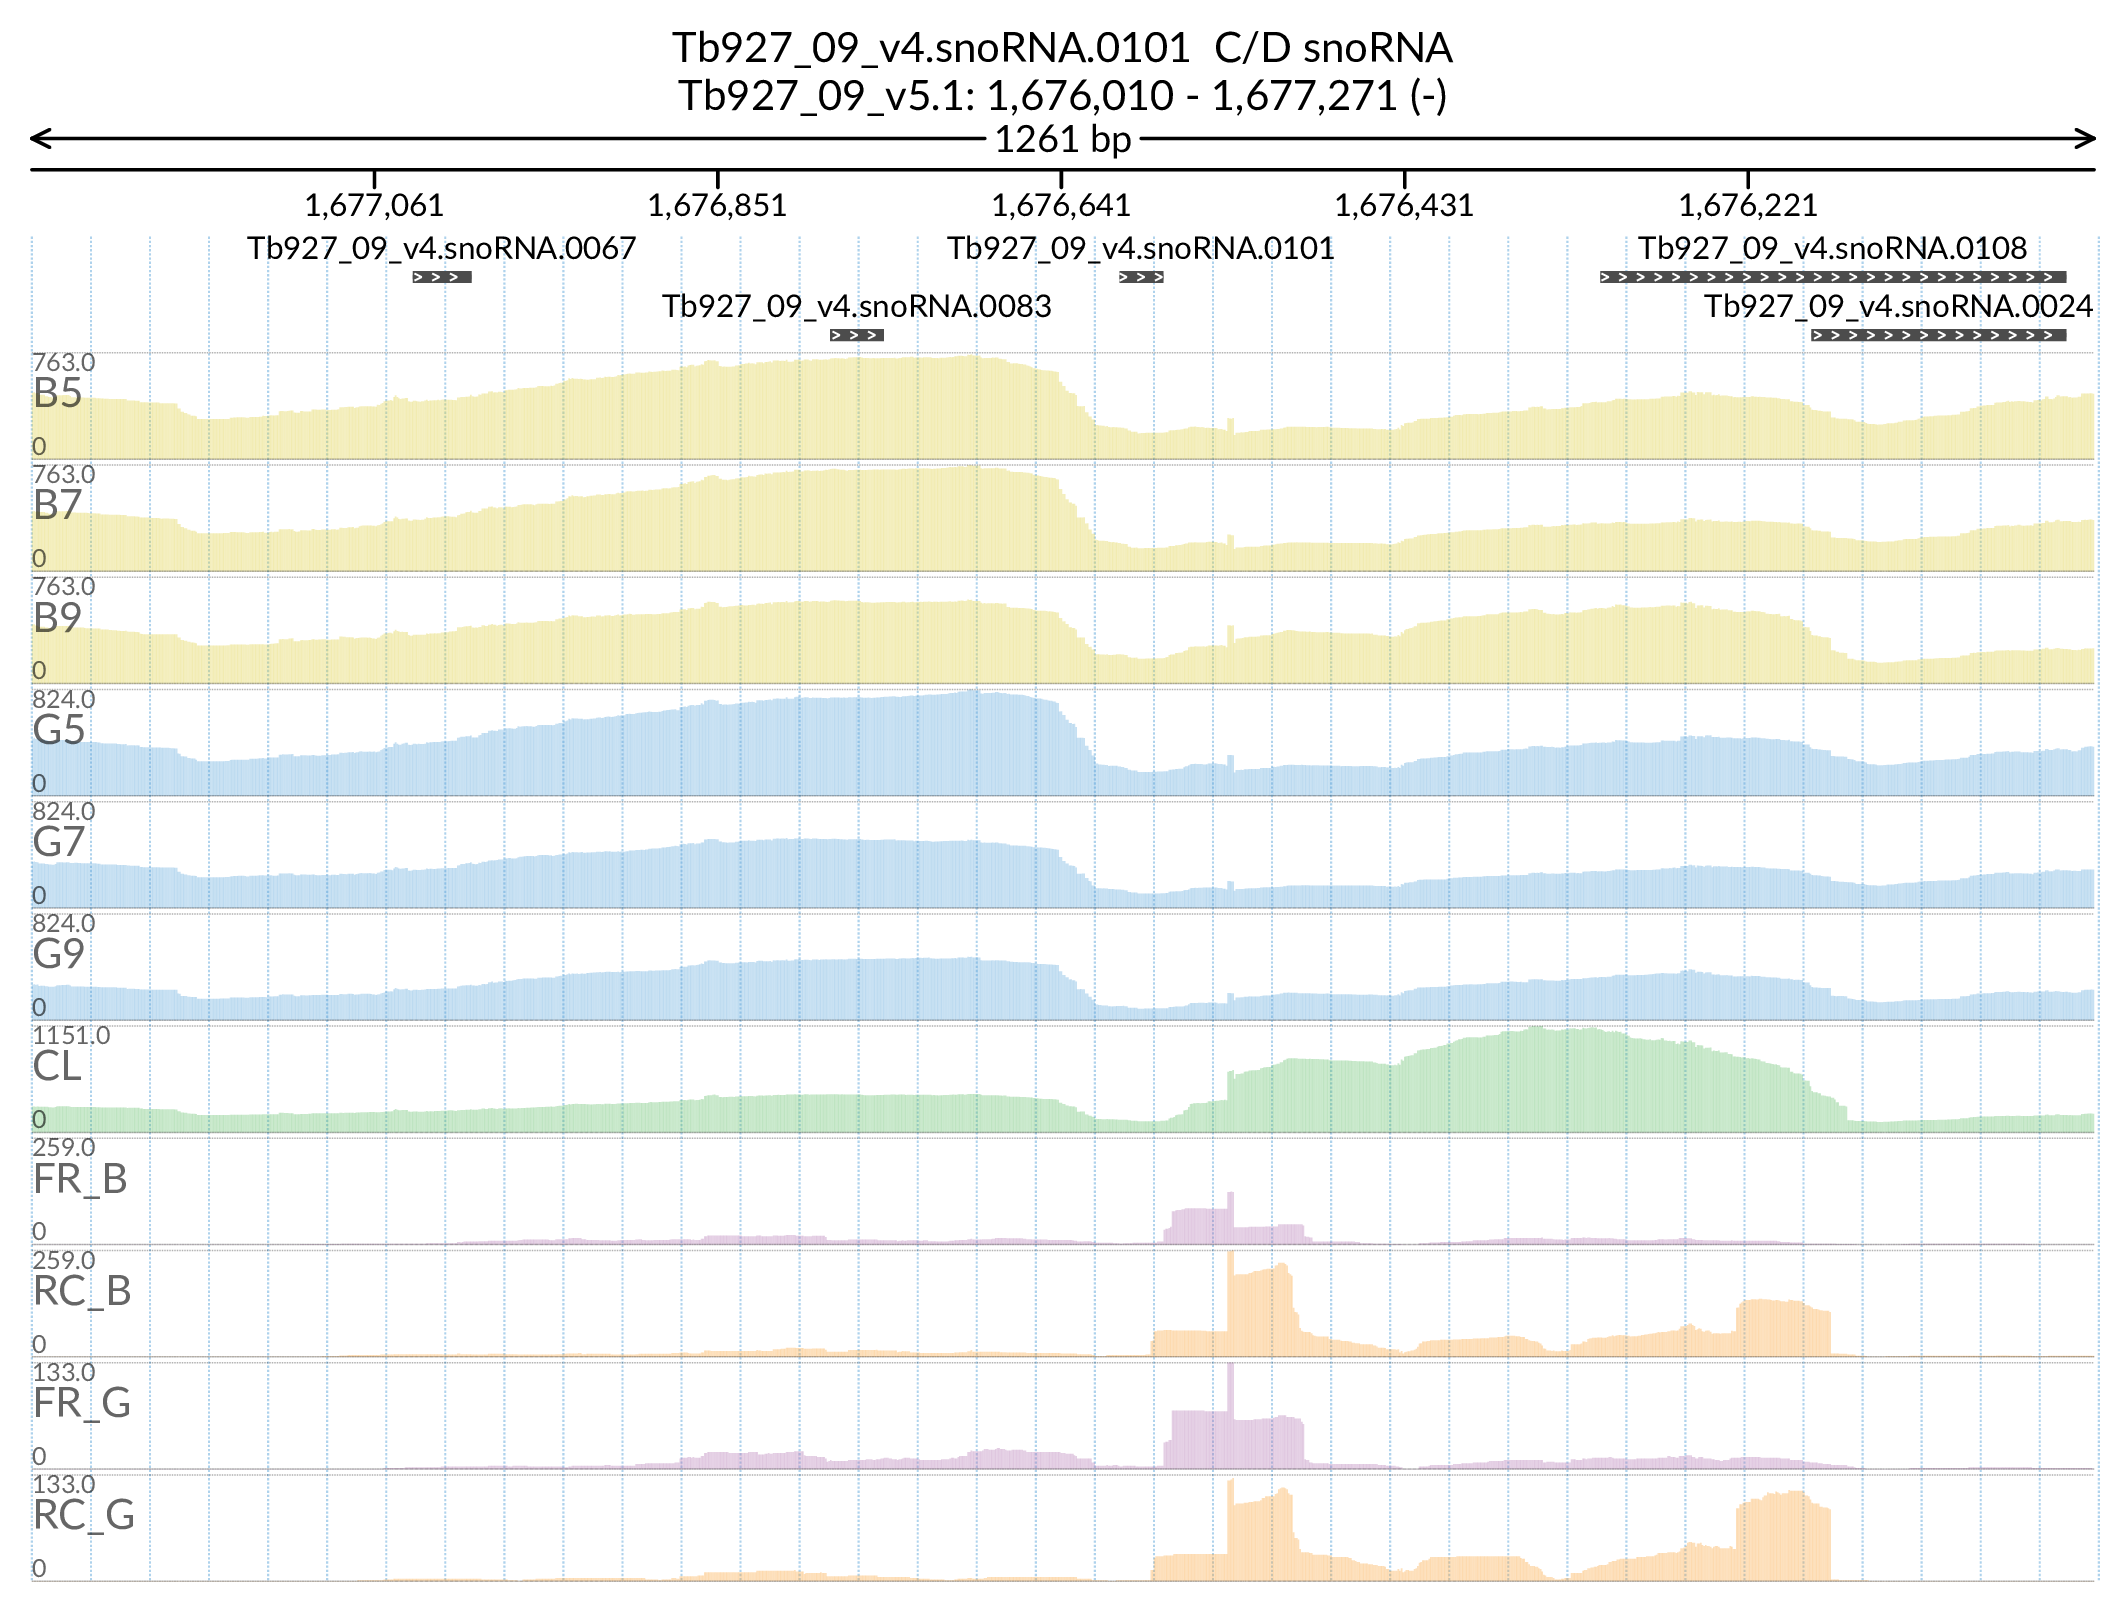 Tb927_09_v4.snoRNA.0101  C/D snoRNA
Tb927_09_v5.1: 1,676,010 - 1,677,271 (-)
1261 bp
1,677,061 1,676,851 1,676,641 1,676,431 1,676,221
Tb927_09_v4.snoRNA.0067 Tb927_09_v4.snoRNA.0101 Tb927_09_v4.snoRNA.0108
Tb927_09_v4.snoRNA.0083 Tb927_09_v4.snoRNA.0024
763.0
B5
0
763.0
B7
0
763.0
B9
0
824.0
G5
0
824.0
G7
0
824.0
G9
0
1151.0
CL
0
259.0
FR_B
0
259.0
RC_B
0
133.0
FR_G
0
133.0
RC_G
0